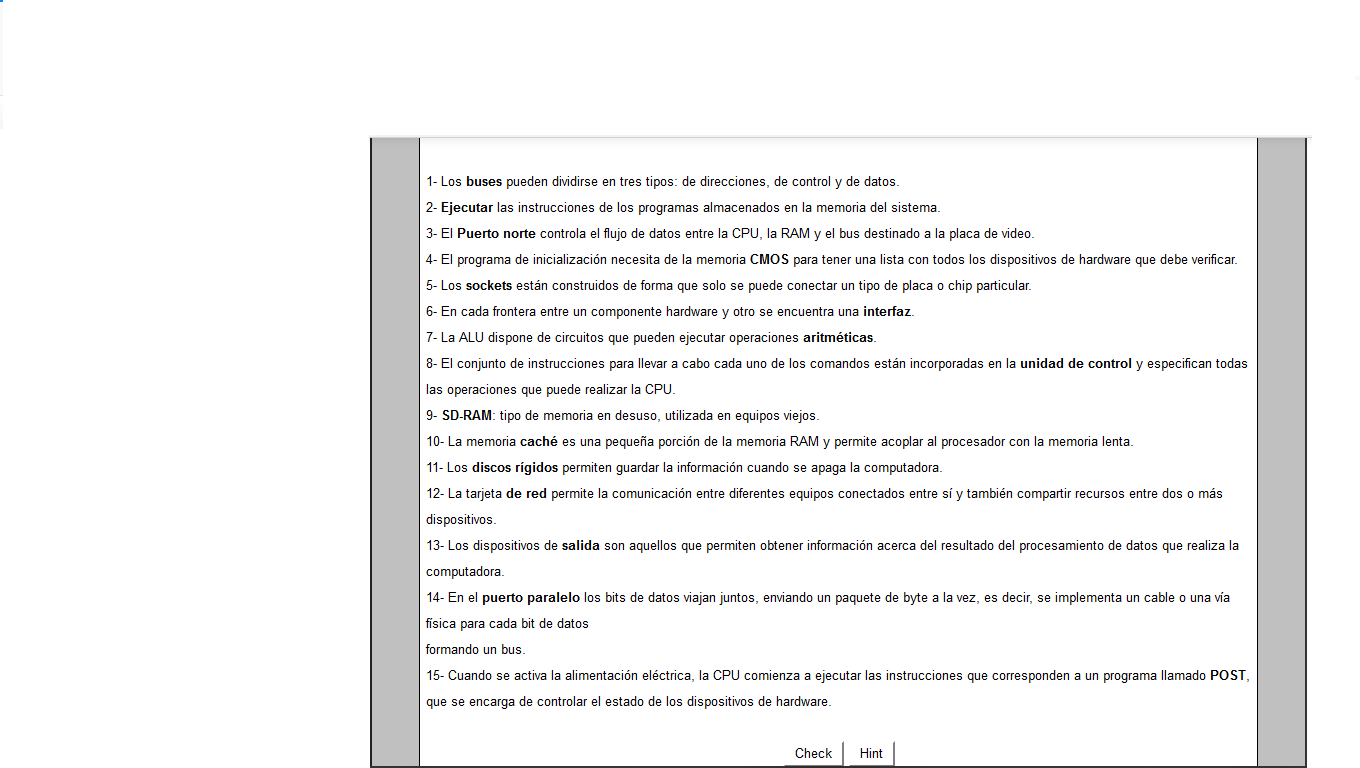 1- Los buses pueden dividirse en tres tipos: de direcciones, de control y de datos.
2- Ejecutar las instrucciones de los programas almacenados en la memoria del sistema.
3- El Puerto norte controla el flujo de datos entre la CPU, la RAM y el bus destinado a la placa de video.
4- El programa de inicialización necesita de la memoria CMOS para tener una lista con todos los dispositivos de hardware que debe verificar.
5- Los sockets están construidos de forma que solo se puede conectar un tipo de placa o chip particular.
6- En cada frontera entre un componente hardware y otro se encuentra una interfaz.
7- La ALU dispone de circuitos que pueden ejecutar operaciones aritméticas.
8- El conjunto de instrucciones para llevar a cabo cada uno de los comandos están incorporadas en la unidad de control y especifican todas
las operaciones que puede realizar la CPU.
9- SD-RAM: tipo de memoria en desuso, utilizada en equipos viejos.
10- La memoria caché es una pequeña porción de la memoria RAM y permite acoplar al procesador con la memoria lenta.
11- Los discos rígidos permiten guardar la información cuando se apaga la computadora.
12- La tarjeta de red permite la comunicación entre diferentes equipos conectados entre sí y también compartir recursos entre dos o más
dispositivos.
13- Los dispositivos de salida son aquellos que permiten obtener información acerca del resultado del procesamiento de datos que realiza la
computadora.
14- En el puerto paralelo los bits de datos viajan juntos, enviando un paquete de byte a la vez, es decir, se implementa un cable o una vía
física para cada bit de datos
formando un bus.
15- Cuando se activa la alimentación eléctrica, la CPU comienza a ejecutar las instrucciones que corresponden a un programa llamado POST,
que se encarga de controlar el estado de los dispositivos de hardware.
Check Hint